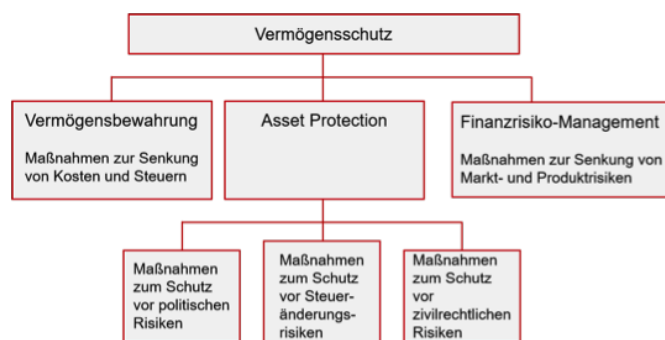 Vermögensschutz
Vermögensbewahrung
Maßnahmen zur Senkung
von Kosten und Steuern
Asset Protection
Finanzrisiko-Management
Maßnahmen zur Senkung von
Markt- und Produktrisiken
Maßnahmen
zum Schutz
vor politischen
Risiken
Maßnahmen
zum Schutz
vor Steuer-
änderungs-
risiken
Maßnahmen
zum Schutz
vor
zivilrechtlichen
Risiken